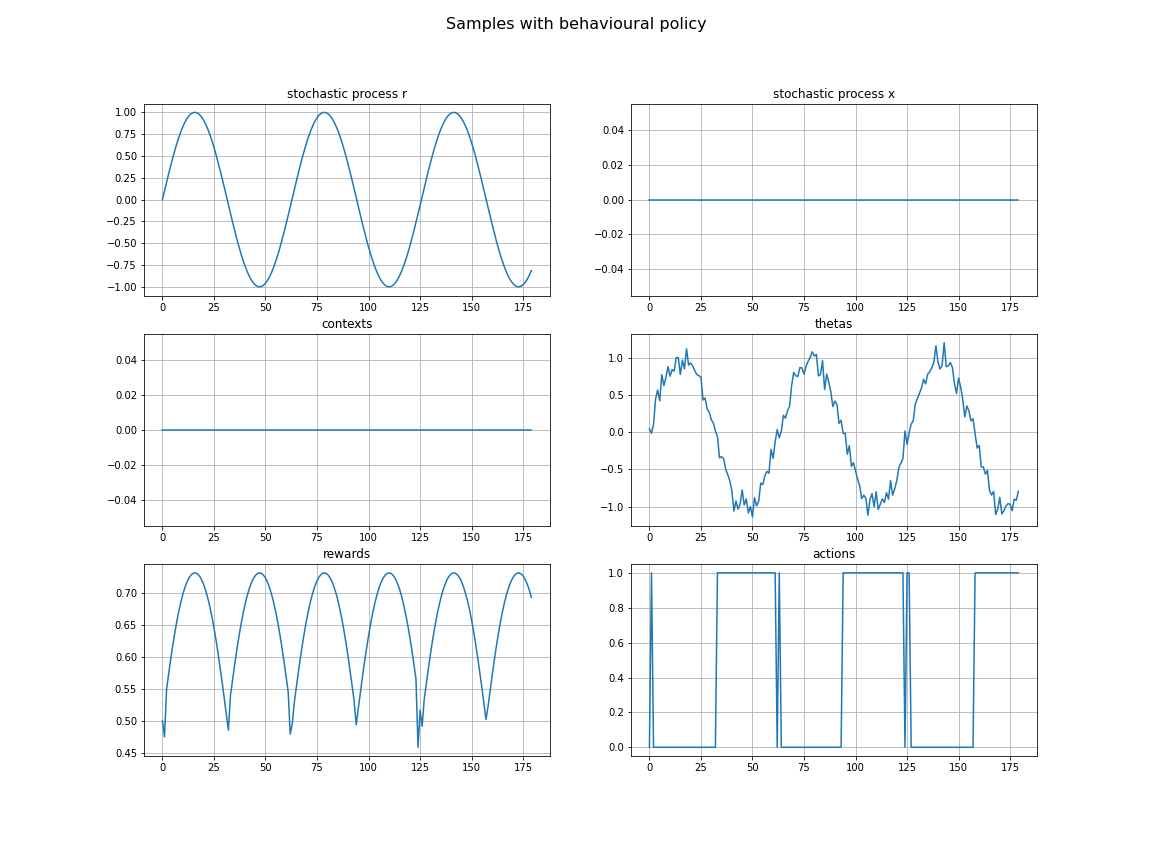 Samples with behavioural policy
stochastic process r
1.00
0.75
0.50
0.25
0.00
−0.25
−0.50
−0.75
−1.00
0 25 50 75 100 125 150 175
stochastic process x
0.04
0.02
0.00
−0.02
−0.04
0 25 50 75 100 125 150 175
contexts
0.04
0.02
0.00
−0.02
−0.04
0 25 50 75 100 125 150 175
thetas
1.0
0.5
0.0
−0.5
−1.0
0 25 50 75 100 125 150 175
rewards
0.70
0.65
0.60
0.55
0.50
0.45
0 25 50 75 100 125 150 175
actions
1.0
0.8
0.6
0.4
0.2
0.0
0 25 50 75 100 125 150 175